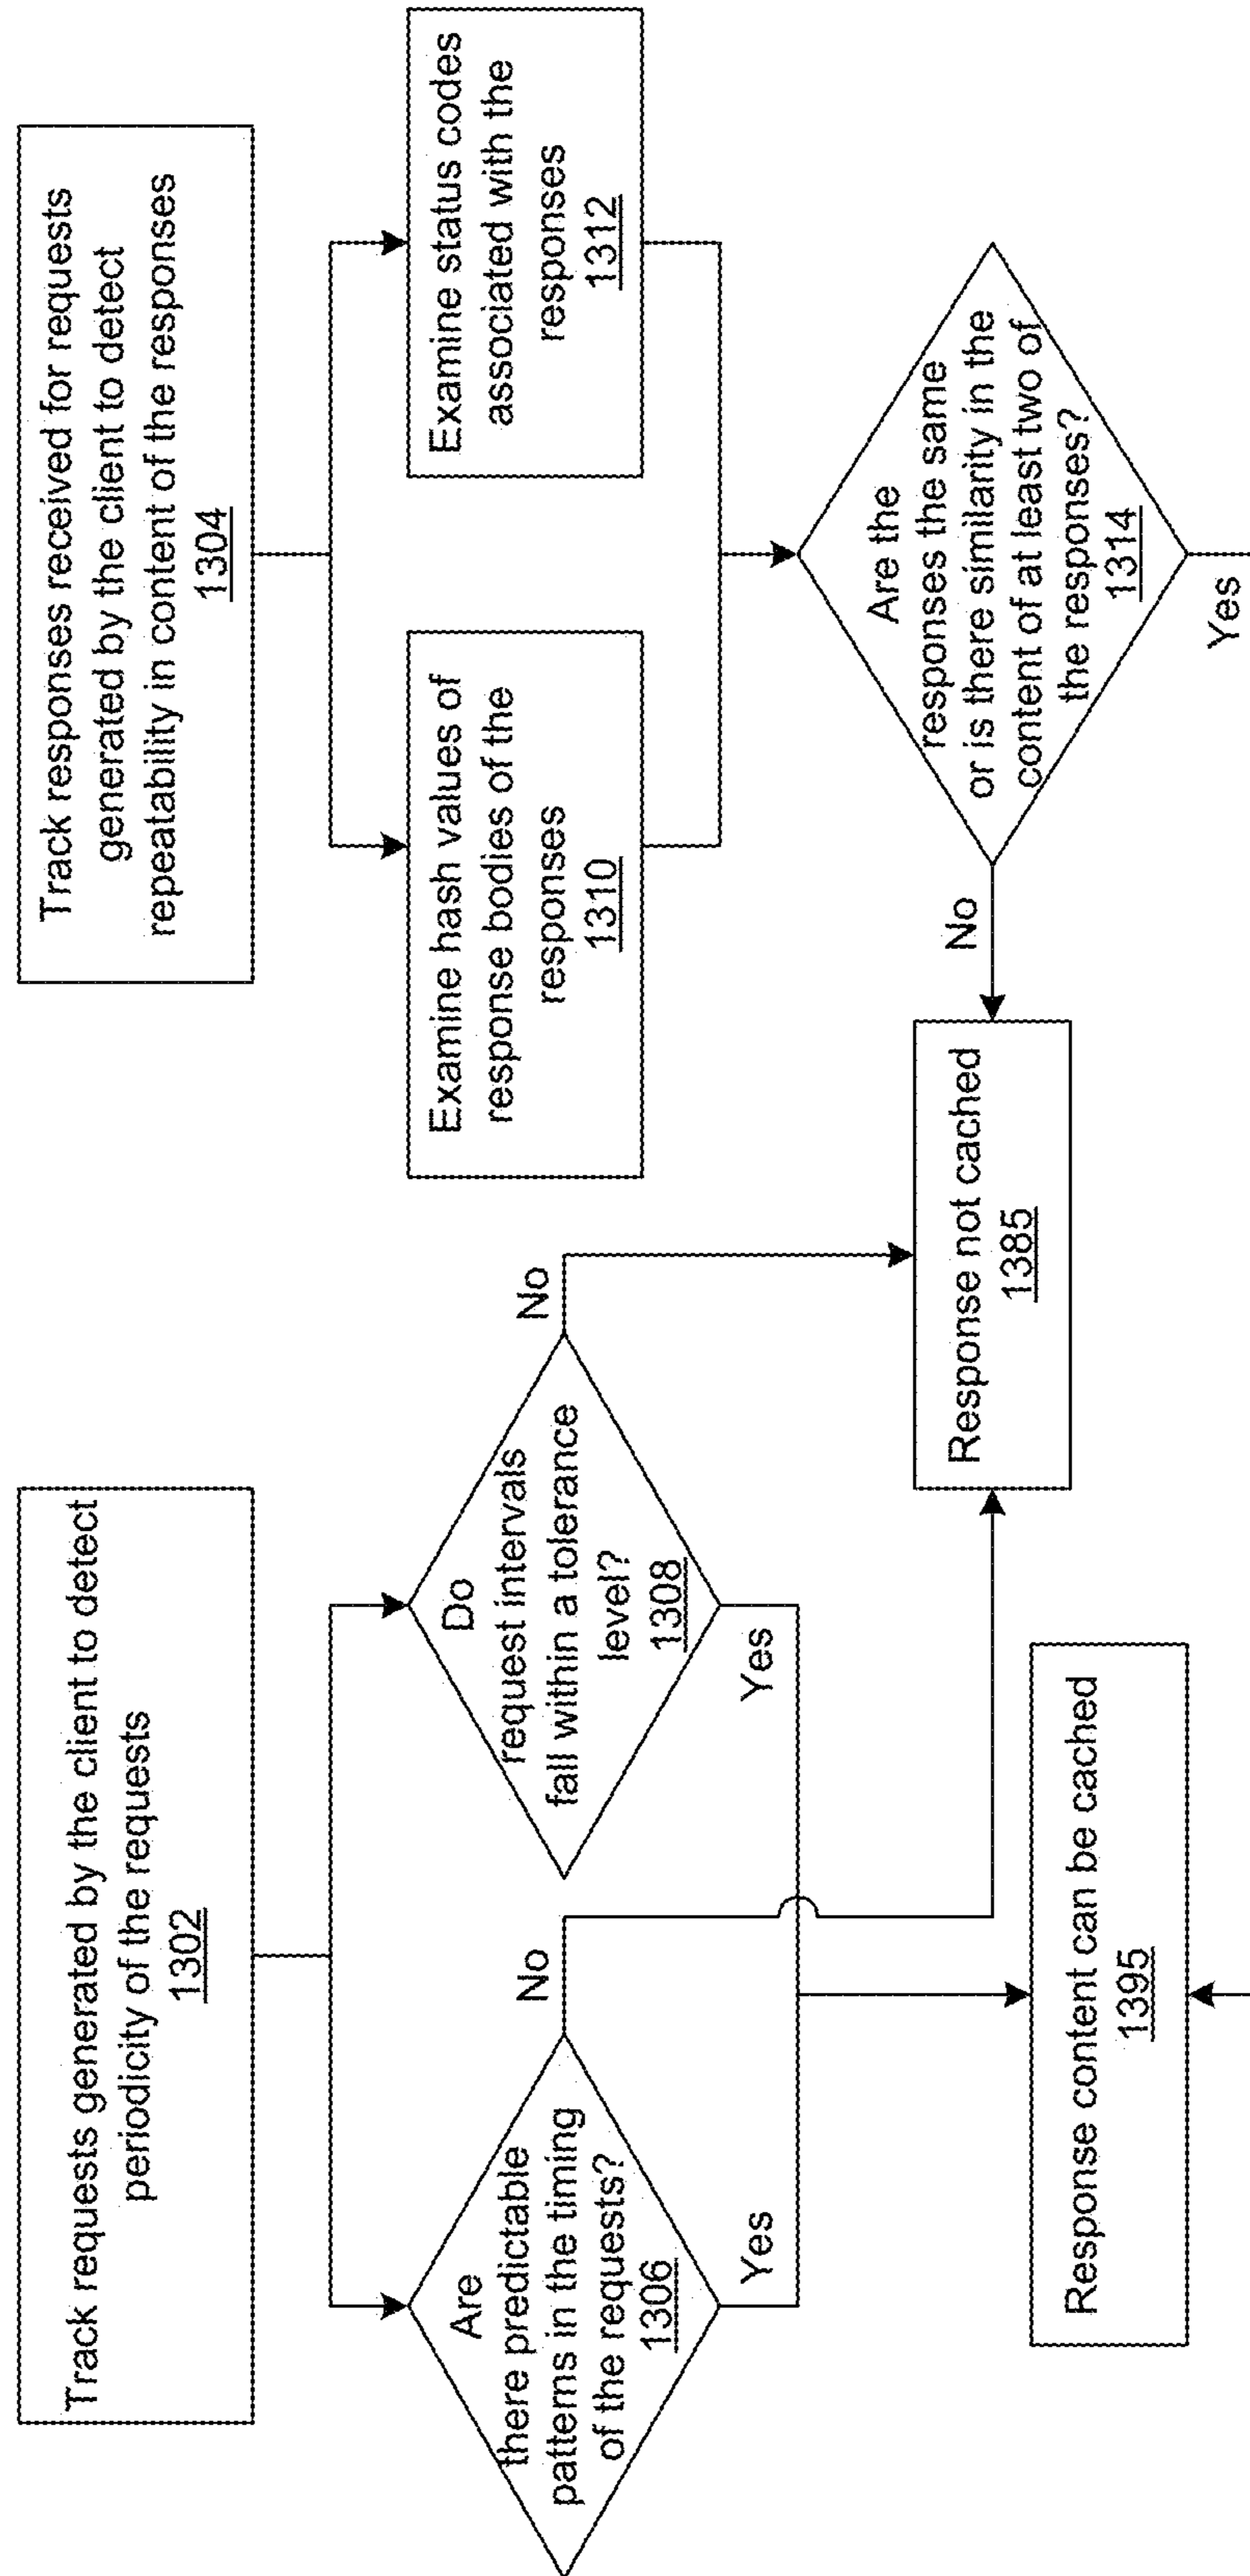 Track requests generated by the client to detect
periodicity of the requests
1302
Are
there predictable
patterns in the timing
of the requests?
1306
No
Yes
Do
request intervals
fall within a tolerance
level?
1308
No
Yes
Response content can be cached
1395
Response not cached
1385
Track responses received for requests
generated by the client to detect
repeatability in content of the responses
1304
Examine hash values of
response bodies of the
responses
1310
Examine status codes
associated with the
responses
1312
Are the
responses the same
or is there similarity in the
content of at least two of
the responses?
1314
No
Yes